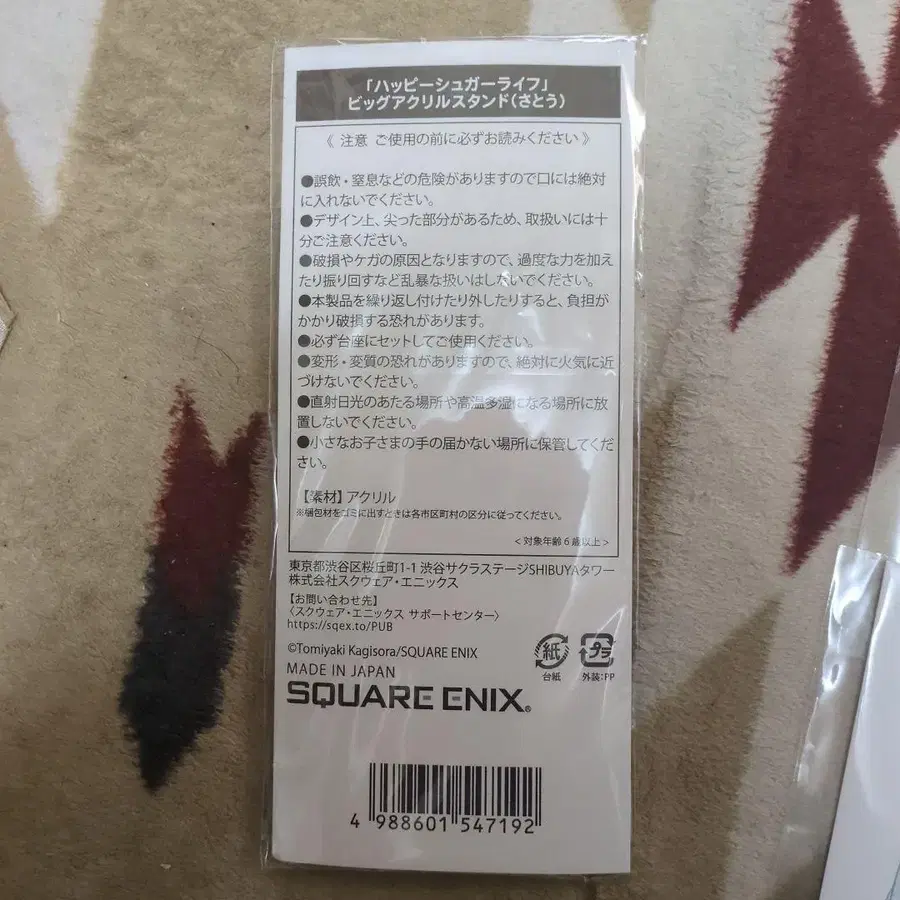 「ハッピーシュガーライフ」
ビッグアクリルスタンド（さとう）
《 注意 ご使用の前に必ずお読みください 》
●誤飲・窒息などの危険がありますので口には絶対
に入れないでください。
●デザイン上、尖った部分があるため、取扱いには十
分ご注意ください。
●破損やケガの原因となりますので、過度な力を加え
たり振り回すなど乱暴な扱いはしないでください。
●本製品を繰り返し付けたり外したりすると、負担が
かかり破損する恐れがあります。
●必ず台座にセットしてご使用ください。
●変形・変質の恐れがありますので、絶対に火気に近
づけないでください。
●直射日光のあたる場所や高温多湿になる場所に放
置しないでください。
●小さなお子さまの手の届かない場所に保管してくだ
さい。
【素材】アクリル
※梱包材をゴミに出すときは各市区町村の区分に従ってください。
＜対象年齢６歳以上＞
東京都渋谷区桜丘町1-1 渋谷サクラステージSHIBUYAタワー
株式会社スクウェア・エニックス
【お問い合わせ先】
〈スクウェア・エニックス サポートセンター〉
https://sqex.to/PUB
©Tomiyaki Kagisora/SQUARE ENIX
MADE IN JAPAN
SQUARE ENIX®
紙
台紙
プラ
外装:PP
4 988601 547192